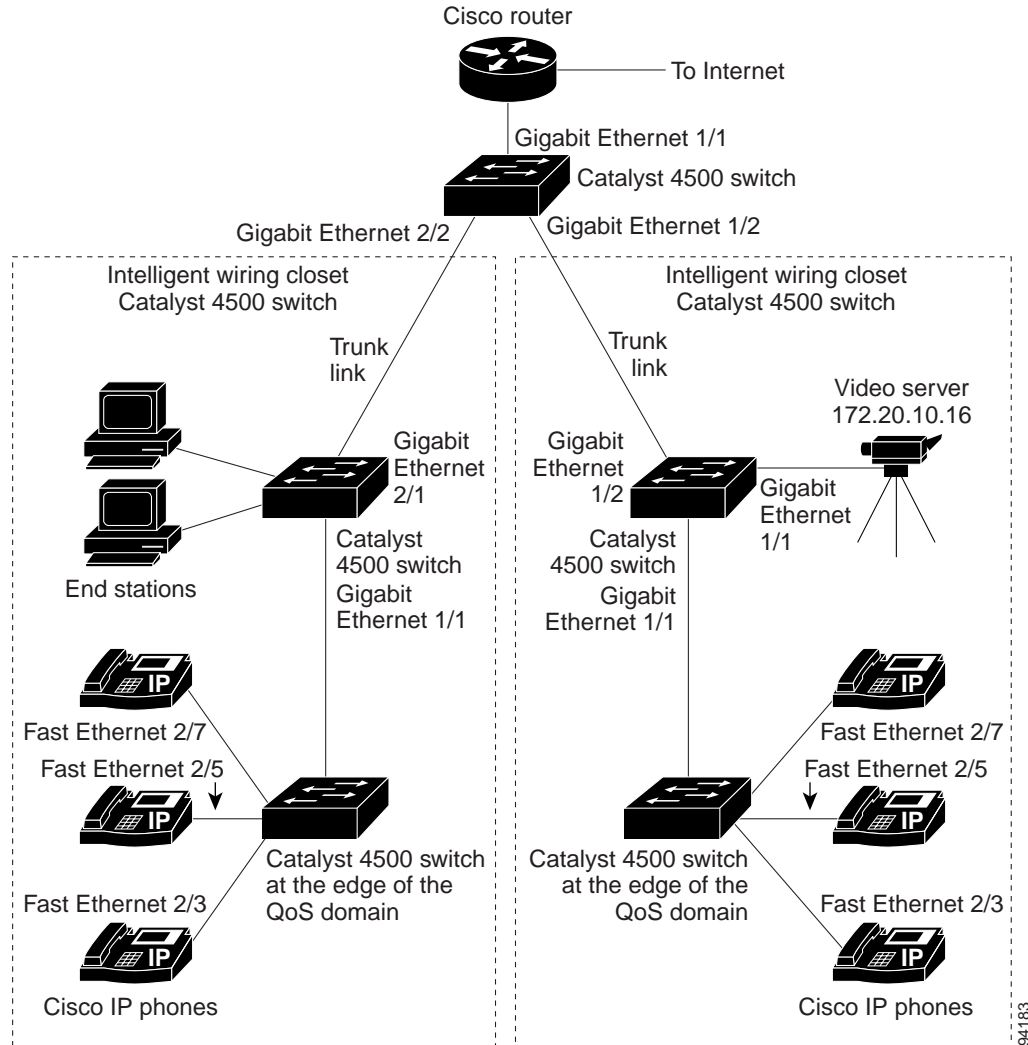 Cisco router
To Internet
Gigabit Ethernet 1/1
Catalyst 4500 switch
Gigabit Ethernet 2/2
Gigabit Ethernet 1/2
Intelligent wiring closet
Catalyst 4500 switch
Trunk
link
Gigabit
Ethernet
2/1
End stations
Catalyst
4500 switch
Gigabit
Ethernet 1/1
IP
Fast Ethernet 2/7
Fast Ethernet 2/5
IP
Fast Ethernet 2/3
IP
Cisco IP phones
Catalyst 4500 switch
at the edge of the
QoS domain
Intelligent wiring closet
Catalyst 4500 switch
Trunk
link
Video server
172.20.10.16
Gigabit
Ethernet
1/2
Gigabit
Ethernet
1/1
Catalyst
4500 switch
Gigabit
Ethernet 1/1
IP
Fast Ethernet 2/7
Fast Ethernet 2/5
IP
Catalyst 4500 switch
at the edge of the
QoS domain
Fast Ethernet 2/3
IP
Cisco IP phones
94183